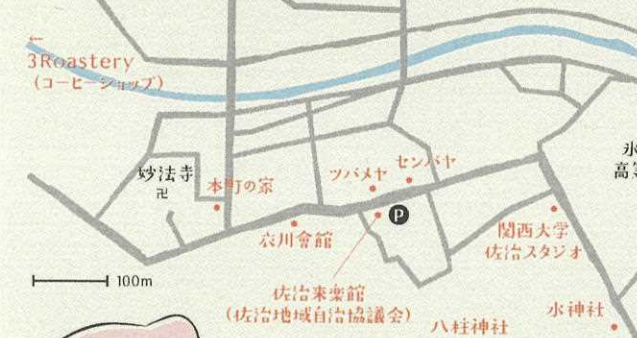 ←
3Roastery
(コーヒーショップ)
妙法寺
卍
本町の家
ツバメヤ
センバヤ
P
衣川會館
関西大学
佐治スタジオ
100m
佐治来楽館
(佐治地域自治協議会)
八柱神社
水神社